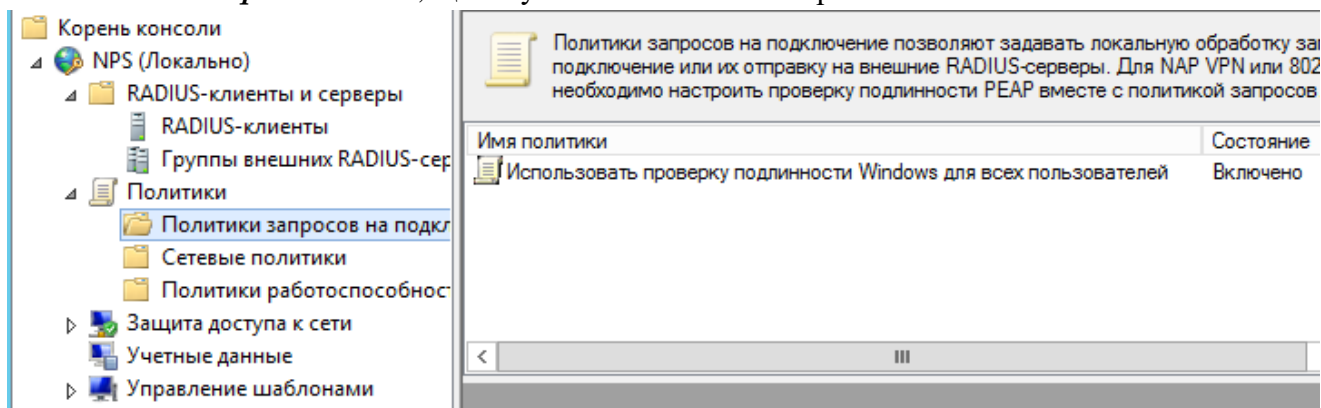 Корень консоли
NPS (Локально)
RADIUS-клиенты и серверы
RADIUS-клиенты
Группы внешних RADIUS-сер
Политики
Политики запросов на подкл
Сетевые политики
Политики работоспособност
Защита доступа к сети
Учетные данные
Управление шаблонами
Политики запросов на подключение позволяют задавать локальную обработку зап
подключение или их отправку на внешние RADIUS-серверы. Для NAP VPN или 802
необходимо настроить проверку подлинности PEAP вместе с политикой запросов
Имя политики Состояние
Использовать проверку подлинности Windows для всех пользователей Включено